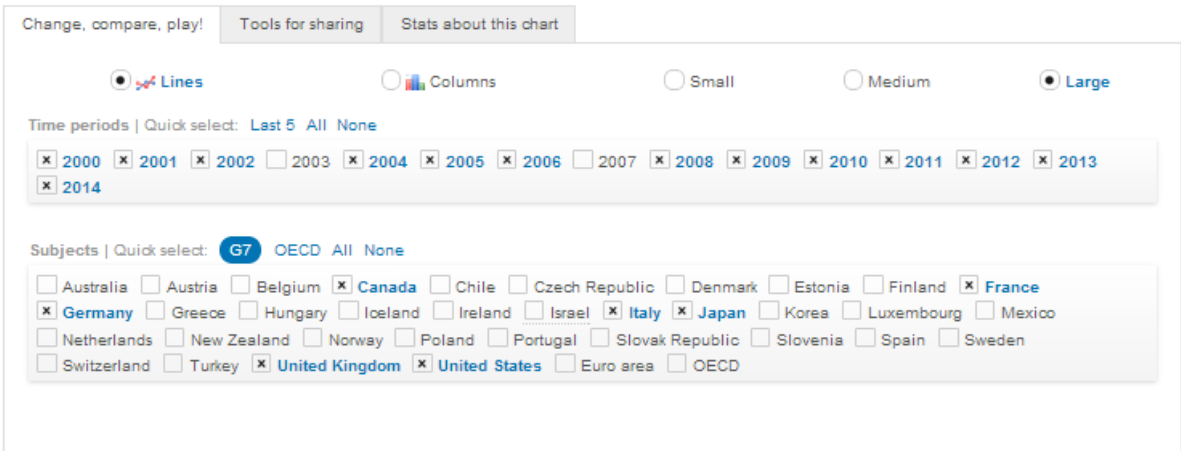 Change, compare, play! Tools for sharing Stats about this chart
Lines Columns Small Medium Large
Time periods | Quick select: Last 5 All None
2000 2001 2002 2003 2004 2005 2006 2007 2008 2009 2010 2011 2012 2013
2014
Subjects | Quick select: G7 OECD All None
Australia Austria Belgium Canada Chile Czech Republic Denmark Estonia Finland France
Germany Greece Hungary Iceland Ireland Israel Italy Japan Korea Luxembourg Mexico
Netherlands New Zealand Norway Poland Portugal Slovak Republic Slovenia Spain Sweden
Switzerland Turkey United Kingdom United States Euro area OECD